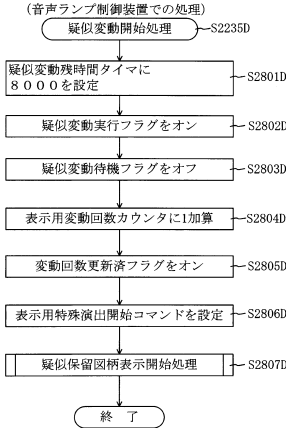 (音声ランプ制御装置での処理)
疑似変動開始処理
S2235D
疑似変動残時間タイマに
8000を設定
S2801D
疑似変動実行フラグをオン
S2802D
疑似変動待機フラグをオフ
S2803D
表示用変動回数カウンタに1加算
S2804D
変動回数更新済フラグをオン
S2805D
表示用特殊演出開始コマンドを設定
S2806D
疑似保留図柄表示開始処理
S2807D
終 了